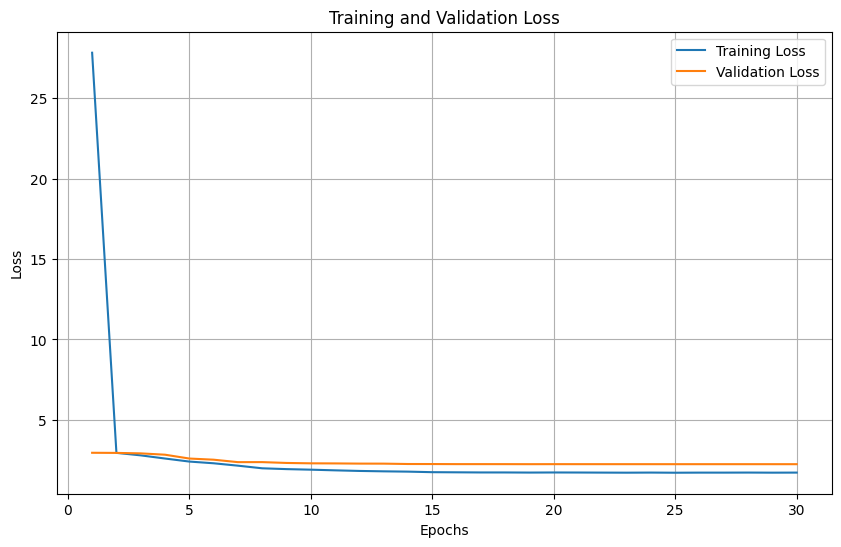 Training and Validation Loss
Training Loss
Validation Loss
Loss
25
20
15
10
5
0 5 10 15 20 25 30
Epochs